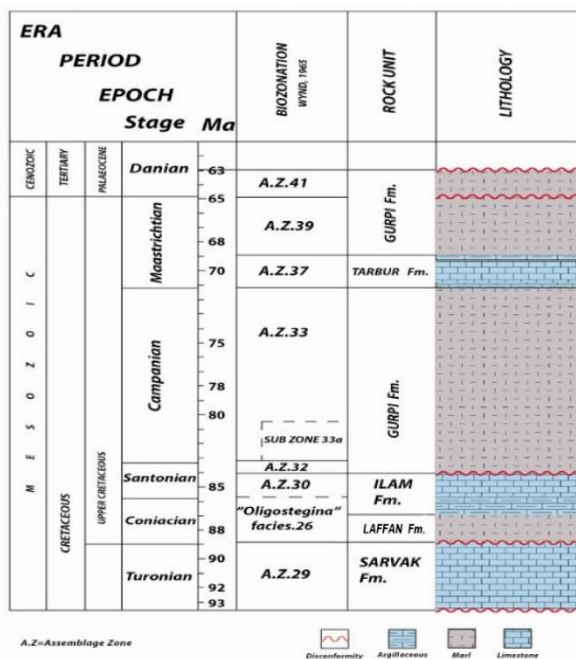 ERA
PERIOD
EPOCH
Stage Ma
BIOZONATION
WYND, 1965
ROCK UNIT
LITHOLOGY
CENOZOIC
TERTIARY
PALAEOCENE
Danian
63
A.Z.41
65
GURPI Fm.
MESOZOIC
CRETACEOUS
UPPER CRETACEOUS
Maastrichtian
A.Z.39
68
70
A.Z.37
TARBUR Fm.
Campanian
A.Z.33
75
78
80
SUB ZONE 33a
GURPI Fm.
A.Z.32
Santonian
85
A.Z.30
ILAM
Fm.
Coniacian
"Oligostegina"
facies.26
88
LAFFAN Fm.
Turonian
90
92
93
A.Z.29
SARVAK
Fm.
A.Z=Assemblage Zone
Disconformity
Argillaceous
Marl
Limestone